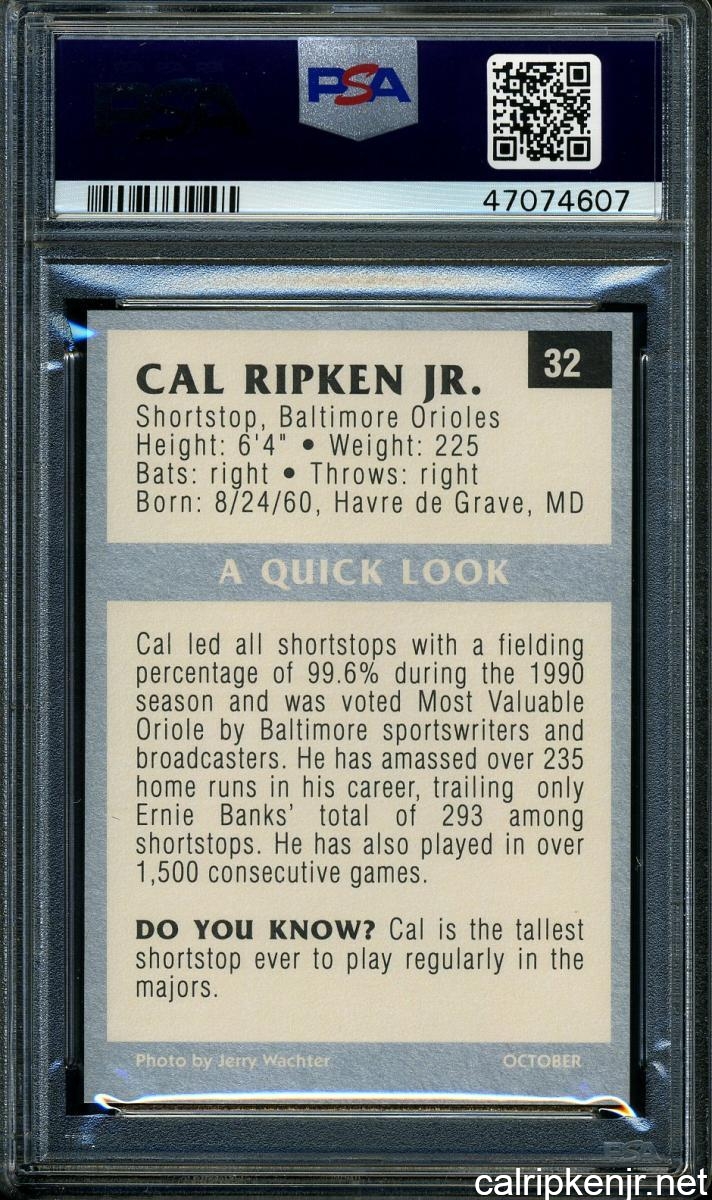 PSA
PSA
47074607
32
CAL RIPKEN JR.
Shortstop, Baltimore Orioles
Height: 6'4" • Weight: 225
Bats: right • Throws: right
Born: 8/24/60, Havre de Grave, MD
A QUICK LOOK
Cal led all shortstops with a fielding
percentage of 99.6% during the 1990
season and was voted Most Valuable
Oriole by Baltimore sportswriters and
broadcasters. He has amassed over 235
home runs in his career, trailing only
Ernie Banks' total of 293 among
shortstops. He has also played in over
1,500 consecutive games.
DO YOU KNOW? Cal is the tallest
shortstop ever to play regularly in the
majors.
Photo by Jerry Wachter OCTOBER
PSA
calripkenjr.net